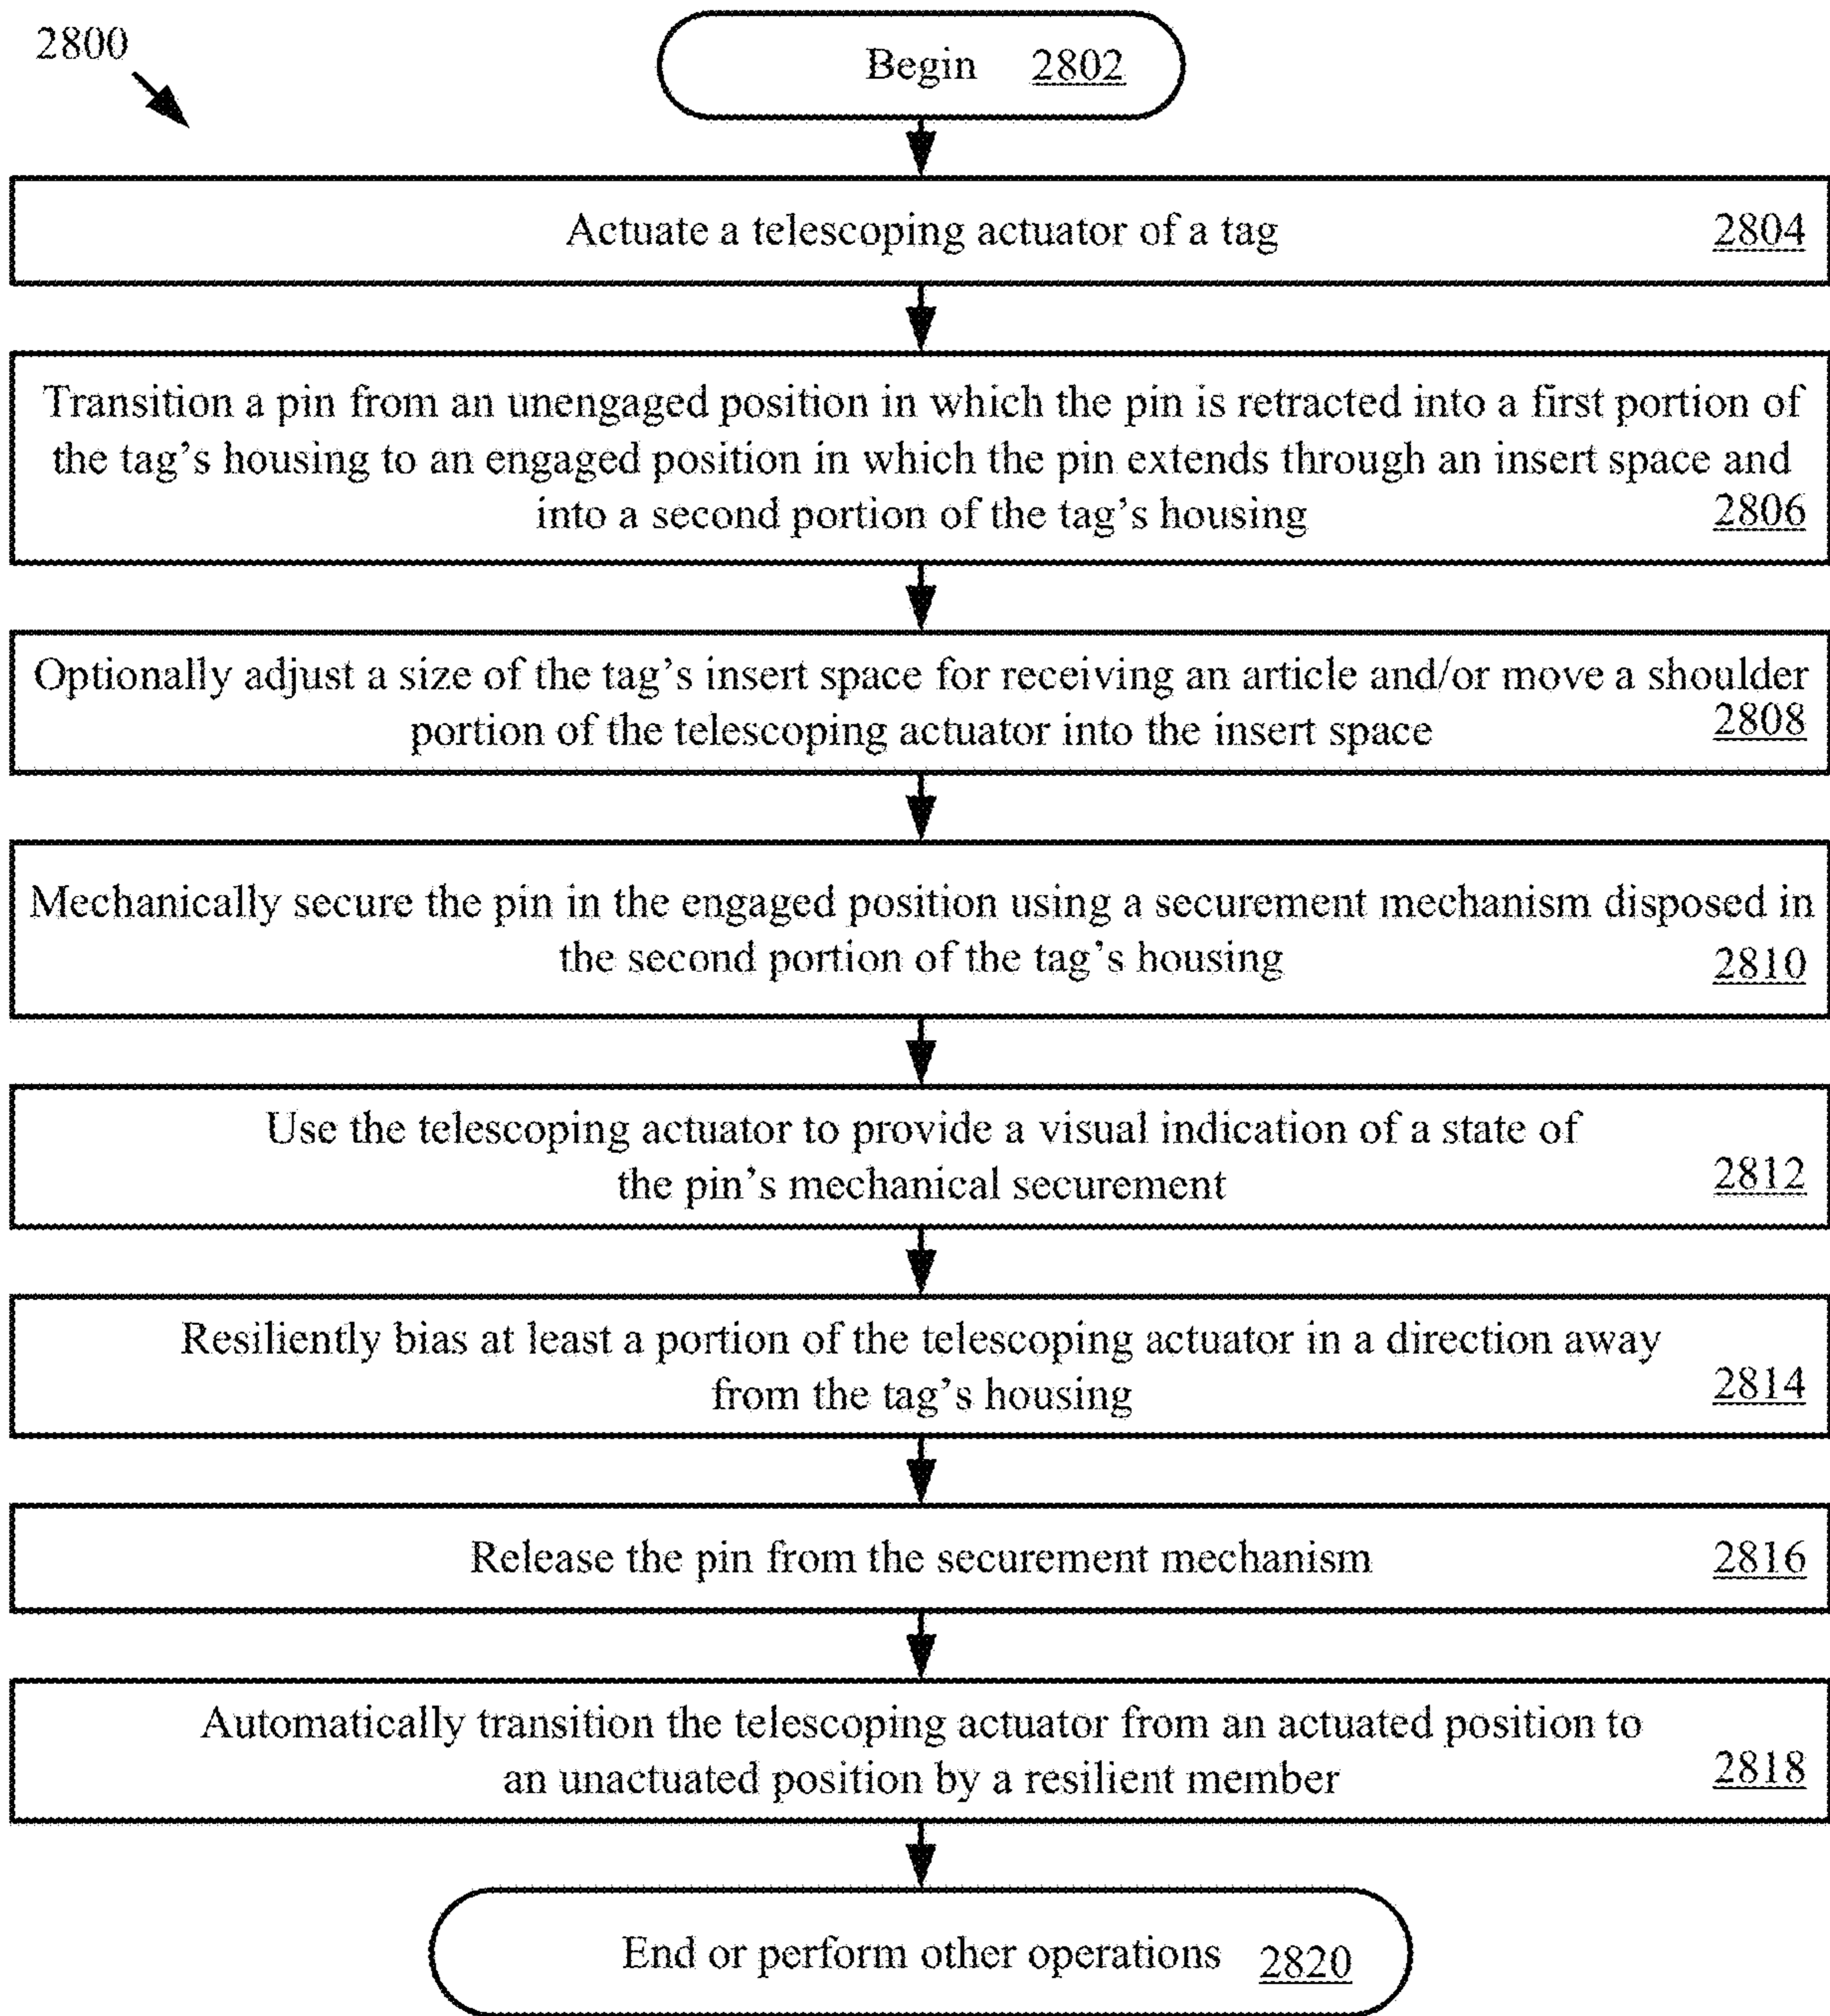 2800
Begin 2802
Actuate a telescoping actuator of a tag 2804
Transition a pin from an unengaged position in which the pin is retracted into a first portion of
the tag's housing to an engaged position in which the pin extends through an insert space and
into a second portion of the tag's housing 2806
Optionally adjust a size of the tag's insert space for receiving an article and/or move a shoulder
portion of the telescoping actuator into the insert space 2808
Mechanically secure the pin in the engaged position using a securement mechanism disposed in
the second portion of the tag's housing 2810
Use the telescoping actuator to provide a visual indication of a state of
the pin's mechanical securement 2812
Resiliently bias at least a portion of the telescoping actuator in a direction away
from the tag's housing 2814
Release the pin from the securement mechanism 2816
Automatically transition the telescoping actuator from an actuated position to
an unactuated position by a resilient member 2818
End or perform other operations 2820